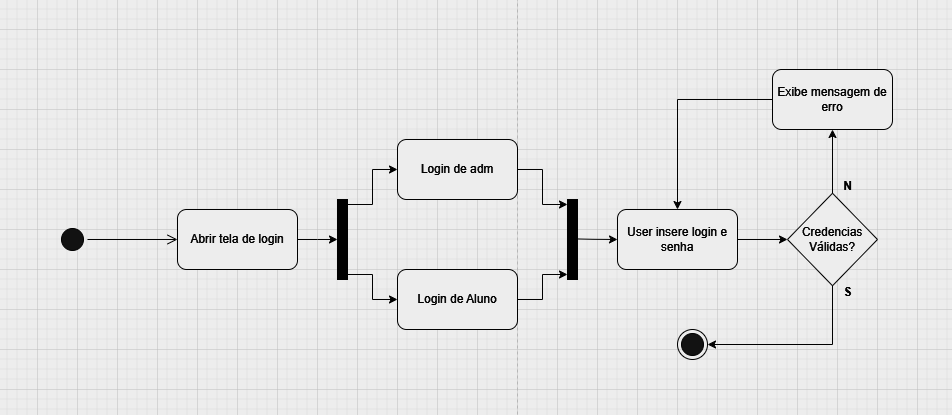 Exibe mensagem de
erro
Login de adm
N
Abrir tela de login
User insere login e
senha
Credencias
Válidas?
Login de Aluno
S